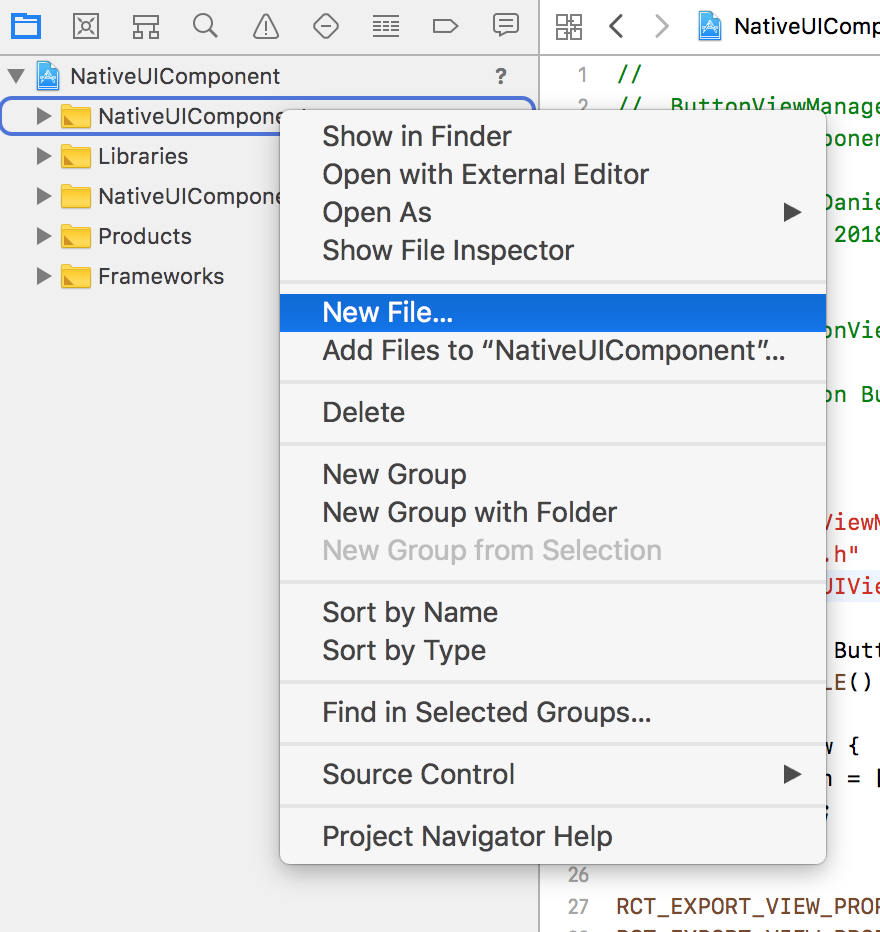 NativeUIComp
NativeUIComponent ?
NativeUICompone
Libraries
NativeUICompone
Products
Frameworks
Show in Finder
Open with External Editor
Open As
Show File Inspector
New File...
Add Files to “NativeUIComponent”...
Delete
New Group
New Group with Folder
New Group from Selection
Sort by Name
Sort by Type
Find in Selected Groups...
Source Control
Project Navigator Help
1 //
2 // ButtonViewManage
ponen
Danie
2018
onVie
on Bu
ViewM
.h"
UIVie
Butt
LE()
w {
n = [
;
26
27 RCT_EXPORT_VIEW_PROP